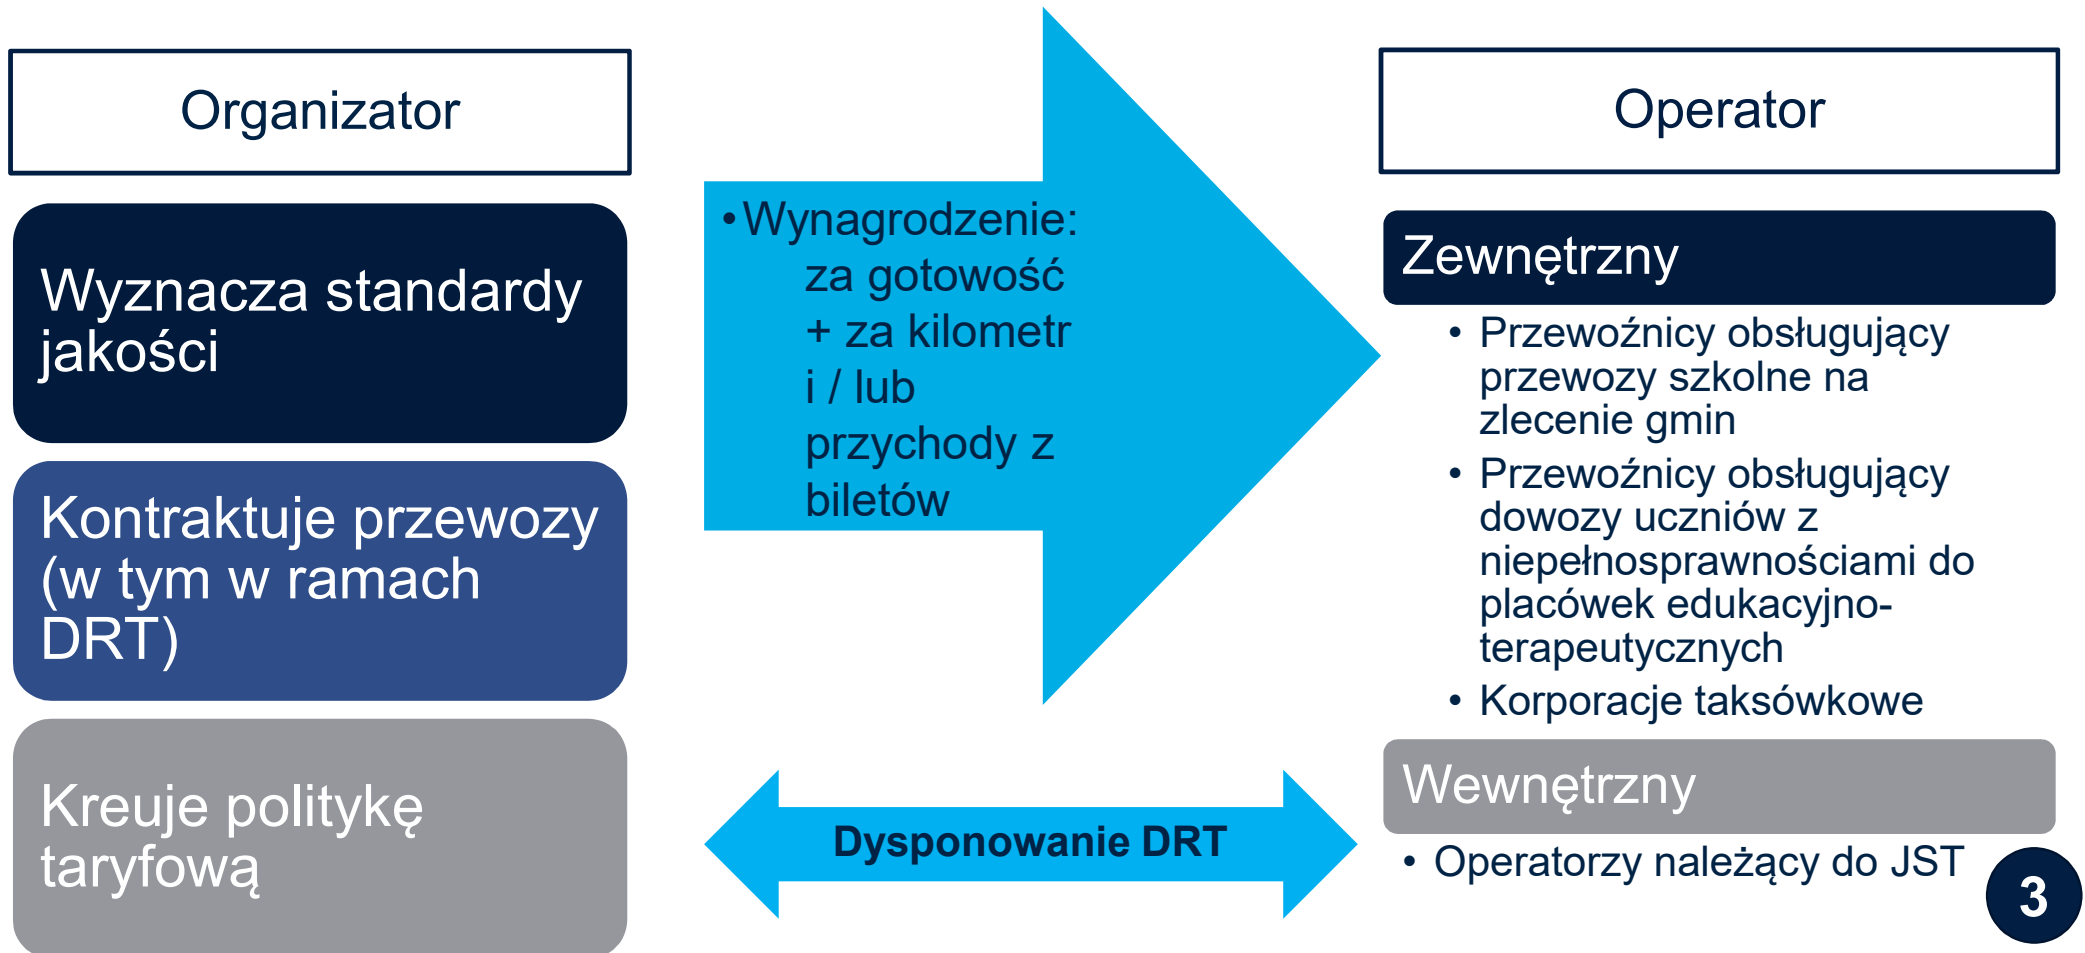 Organizator
Wyznacza standardy
jakości
Kontraktuje przewozy
(w tym w ramach
DRT)
Kreuje politykę
taryfową
•Wynagrodzenie:
za gotowość
+ za kilometr
i / lub
przychody z
biletów
Dysponowanie DRT
Operator
Zewnętrzny
• Przewoźnicy obsługujący
przewozy szkolne na
zlecenie gmin
• Przewoźnicy obsługujący
dowozy uczniów z
niepełnosprawnościami do
placówek edukacyjno-
terapeutycznych
• Korporacje taksówkowe
Wewnętrzny
• Operatorzy należący do JST
3